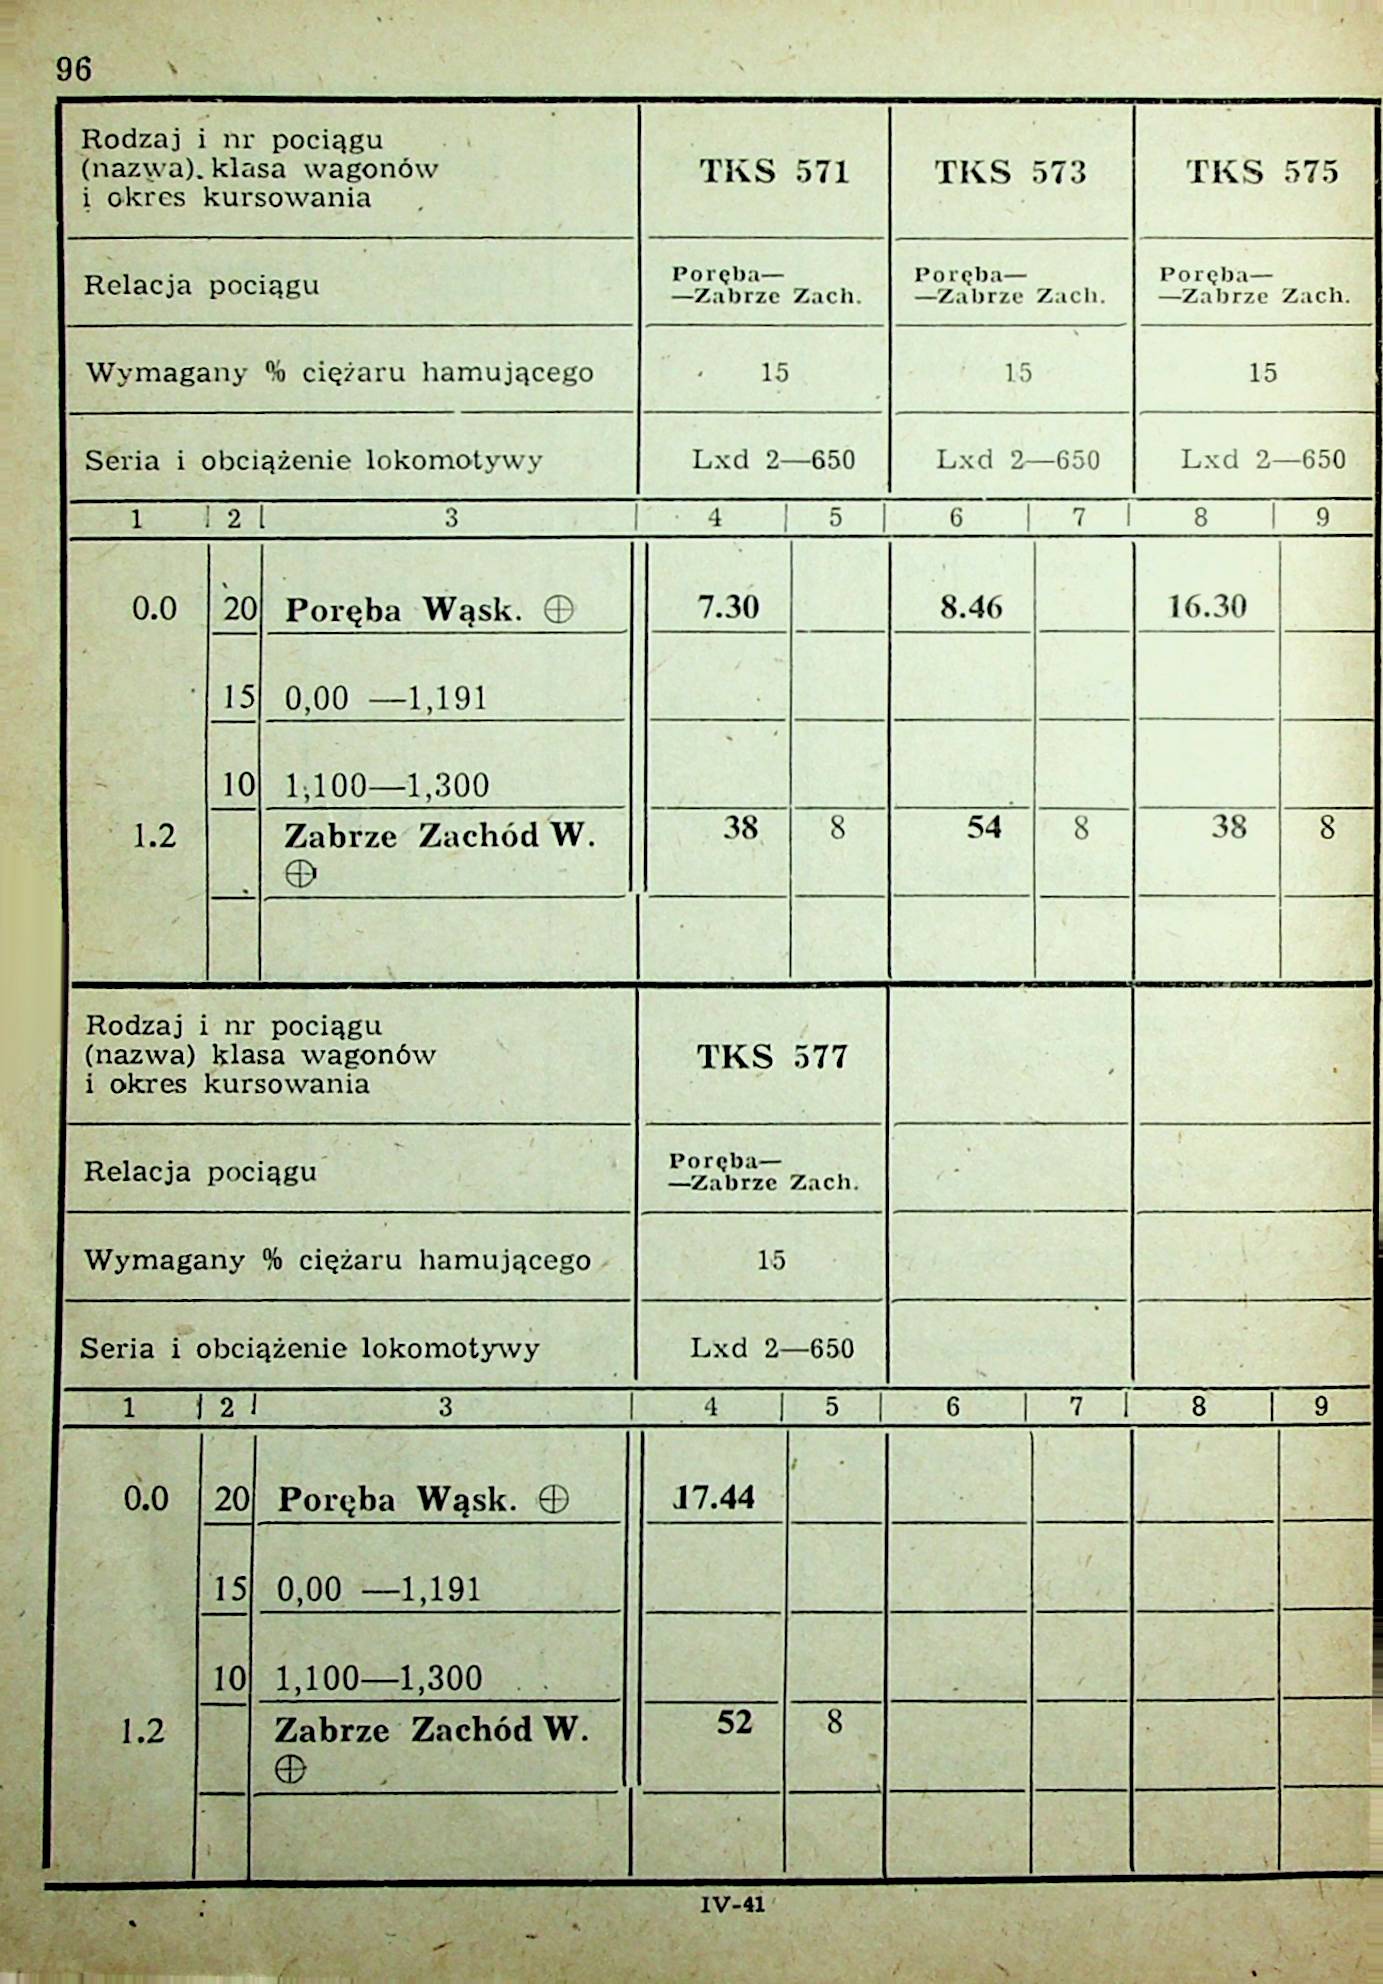 96
Rodzaj i nr pociągu
(nazwa). klasa wagonów
i okres kursowania
TKS 571
TKS 573
TKS 575
Relacja pociągu
Poręba—
—Zabrze Zach.
Poręba—
—Zabrze Zach.
Poręba—
—Zabrze Zach.
Wymagany % ciężaru hamującego 15 15 15
Seria i obciążenie lokomotywy Lxd 2—650 Lxd 2—650 Lxd 2—650
1 2 3 4 5 6 7 8 9
0.0 20 Poręba Wąsk. ⊕ 7.30 8.46 16.30
15 0,00 —1,191
10 1,100—1,300
1.2 Zabrze Zachód W. 38 8 54 8 38 8
⊕
Rodzaj i nr pociągu
(nazwa) klasa wagonów
i okres kursowania
TKS 577
Relacja pociągu
Poręba—
—Zabrze Zach.
Wymagany % ciężaru hamującego 15
Seria i obciążenie lokomotywy Lxd 2—650
1 2 3 4 5 6 7 8 9
0.0 20 Poręba Wąsk. ⊕ 17.44
15 0,00 —1,191
10 1,100—1,300
1.2 Zabrze Zachód W. 52 8
⊕
IV-41